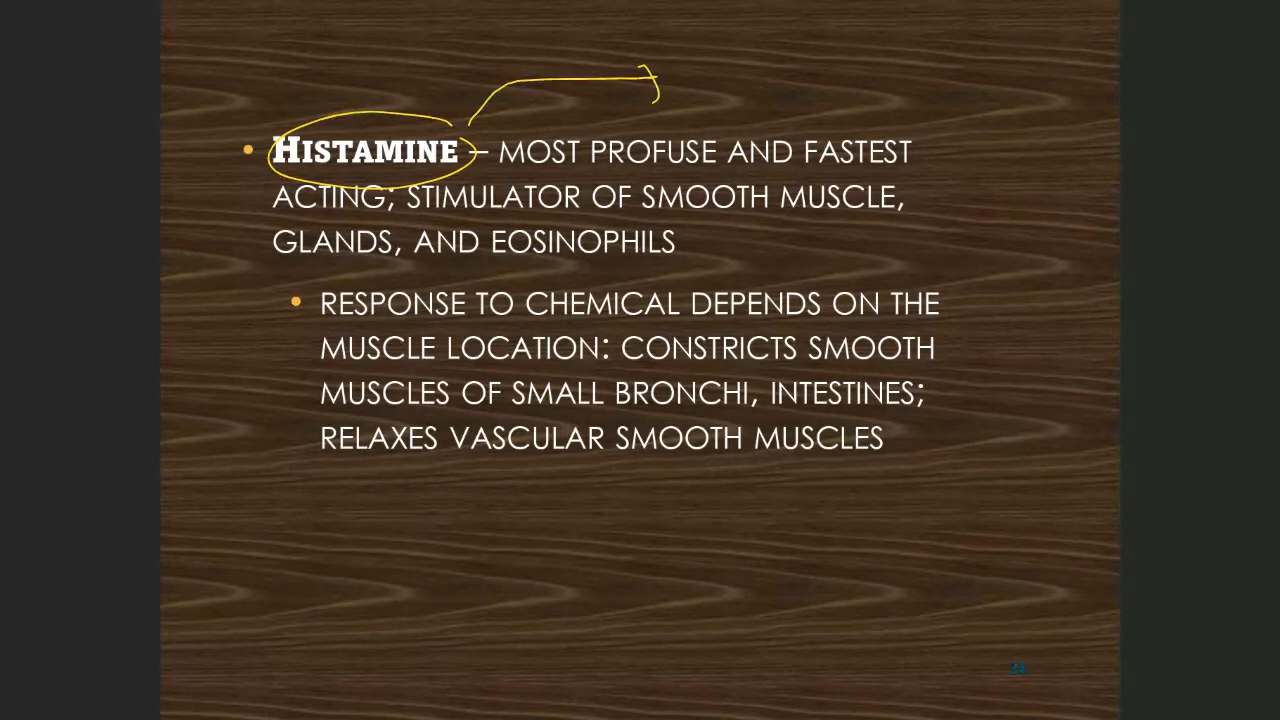 • HISTAMINE – MOST PROFUSE AND FASTEST
ACTING; STIMULATOR OF SMOOTH MUSCLE,
GLANDS, AND EOSINOPHILS
• RESPONSE TO CHEMICAL DEPENDS ON THE
MUSCLE LOCATION: CONSTRICTS SMOOTH
MUSCLES OF SMALL BRONCHI, INTESTINES;
RELAXES VASCULAR SMOOTH MUSCLES